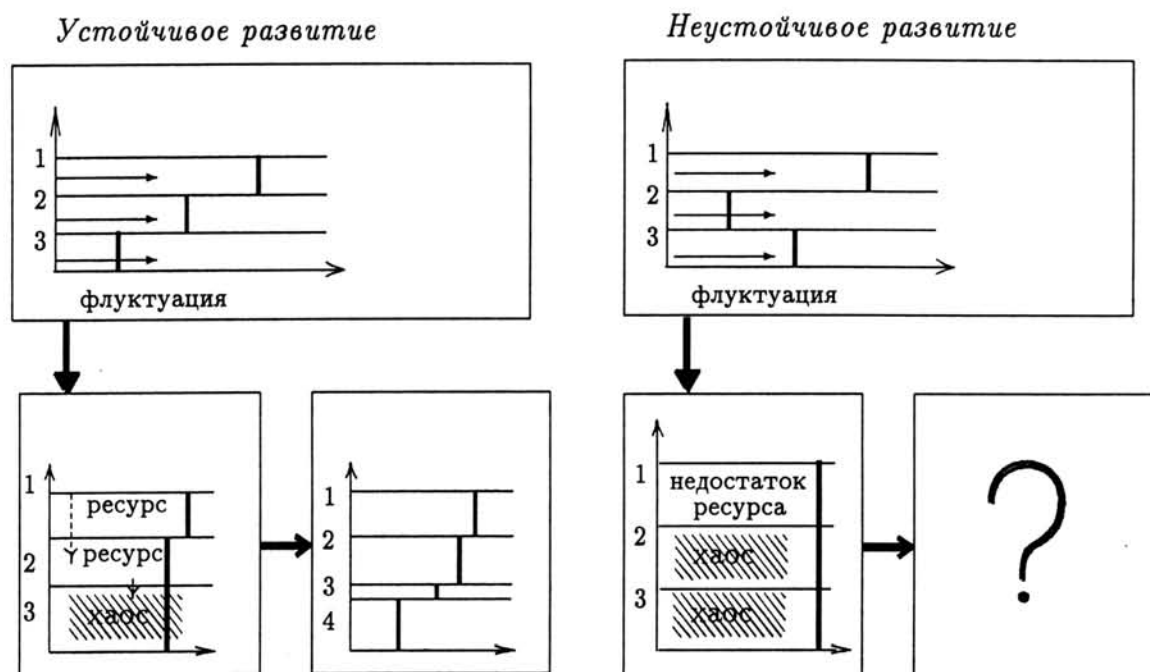 Устойчивое развитие
1
2
3
флуктуация
1
ресурс
2
ресурс
3
хаос
1
2
3
4
Неустойчивое развитие
1
2
3
флуктуация
1
недостаток
ресурса
2
хаос
3
хаос
?